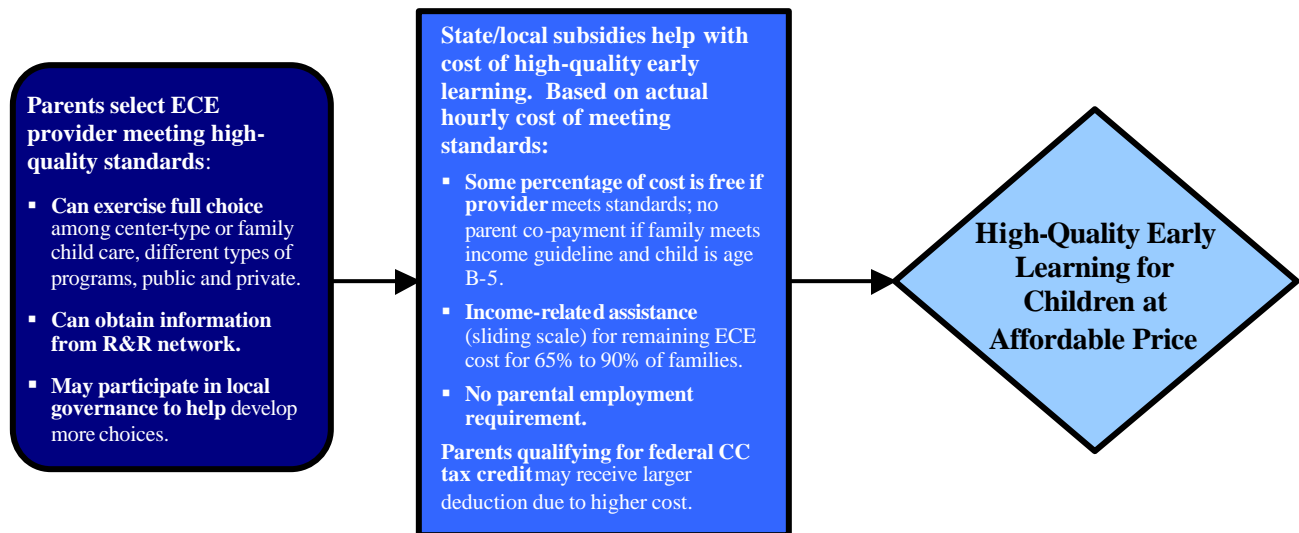 Parents select ECE
provider meeting high-
quality standards:
▪ Can exercise full choice
among center-type or family
child care, different types of
programs, public and private.
▪ Can obtain information
from R&R network.
▪ May participate in local
governance to help develop
more choices.
State/local subsidies help with
cost of high-quality early
learning. Based on actual
hourly cost of meeting
standards:
▪ Some percentage of cost is free if
provider meets standards; no
parent co-payment if family meets
income guideline and child is age
B-5.
▪ Income-related assistance
(sliding scale) for remaining ECE
cost for 65% to 90% of families.
▪ No parental employment
requirement.
Parents qualifying for federal CC
tax credit may receive larger
deduction due to higher cost.
High-Quality Early
Learning for
Children at
Affordable Price